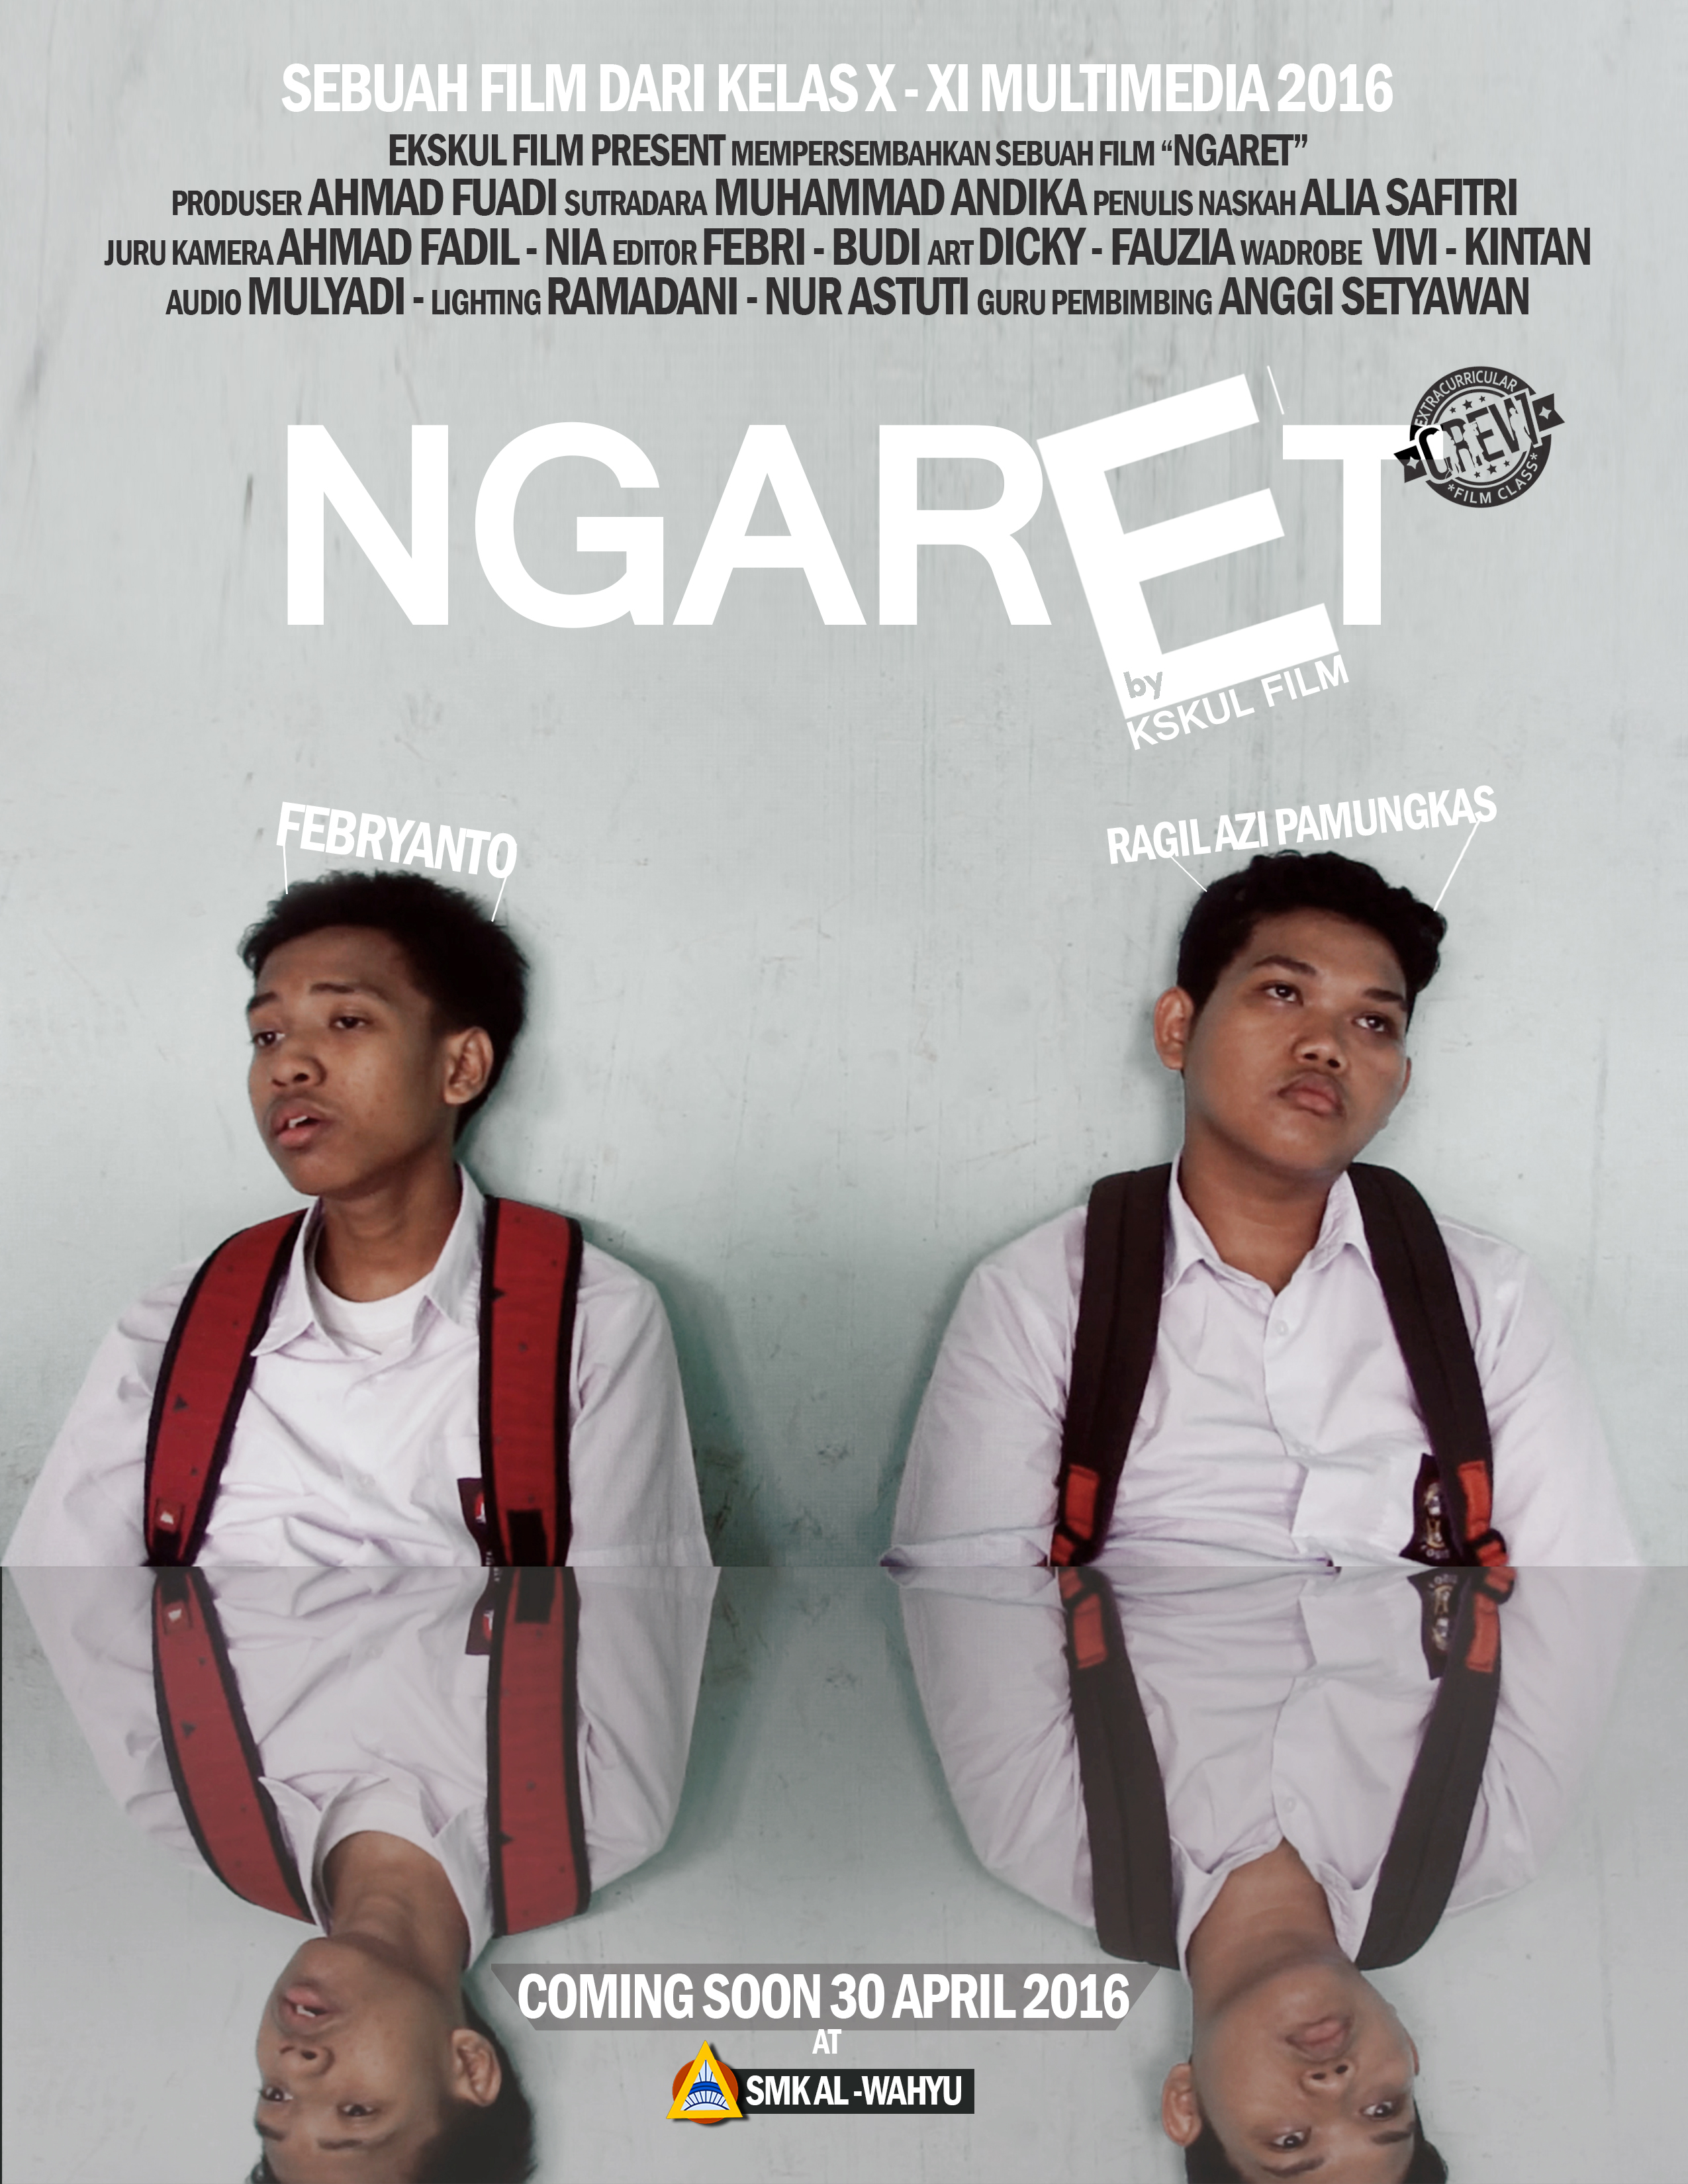 SEBUAH FILM DARI KELAS X - XI MULTIMEDIA 2016
EKSKUL FILM PRESENT MEMPERSEMBAHKAN SEBUAH FILM “NGARET”
PRODUSER AHMAD FUADI SUTRADARA MUHAMMAD ANDIKA PENULIS NASKAH ALIA SAFITRI
JURU KAMERA AHMAD FADIL - NIA EDITOR FEBRI - BUDI ART DICKY - FAUZIA WADROBE VIVI - KINTAN
AUDIO MULYADI - LIGHTING RAMADANI - NUR ASTUTI GURU PEMBIMBING ANGGI SETYAWAN
NGARET
EXTRACURRICULAR
CREW
*FILM CLASS*
by
KSKUL FILM
FEBRYANTO
RAGIL AZI PAMUNGKAS
COMING SOON 30 APRIL 2016
AT
SMK AL -WAHYU